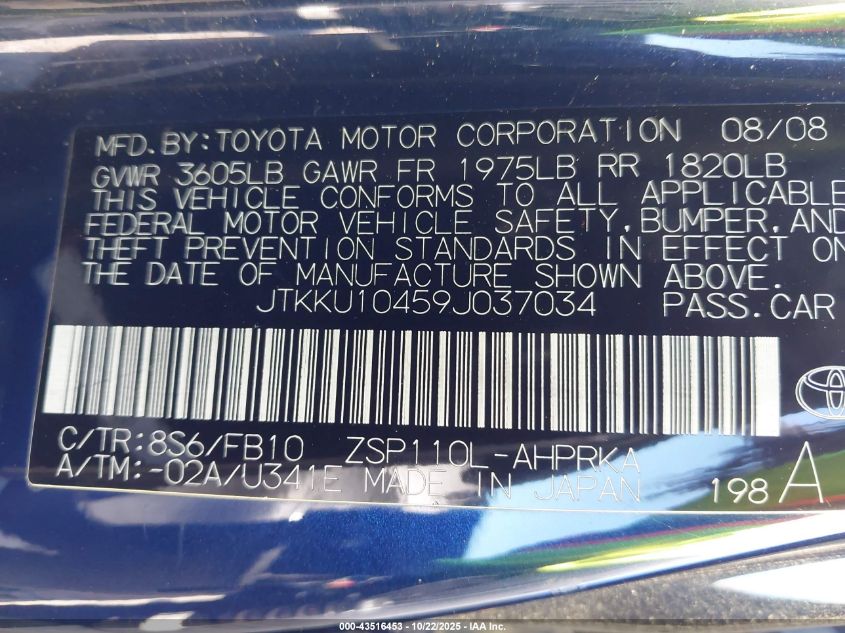 MFD. BY: TOYOTA MOTOR CORPORATION 08/08
GVWR 3605LB GAWR FR 1975LB RR 1820LB
THIS VEHICLE CONFORMS TO ALL APPLICABLE
FEDERAL MOTOR VEHICLE SAFETY, BUMPER, AND
THEFT PREVENTION STANDARDS IN EFFECT ON
THE DATE OF MANUFACTURE SHOWN ABOVE.
JTKKU10459J037034 PASS. CAR
C/TR: 8S6/FB10 ZSP110L-AHPRKA
A/TM: -02A/U341E MADE IN JAPAN 198 A
000-43516453 - 10/22/2025 - IAA Inc.